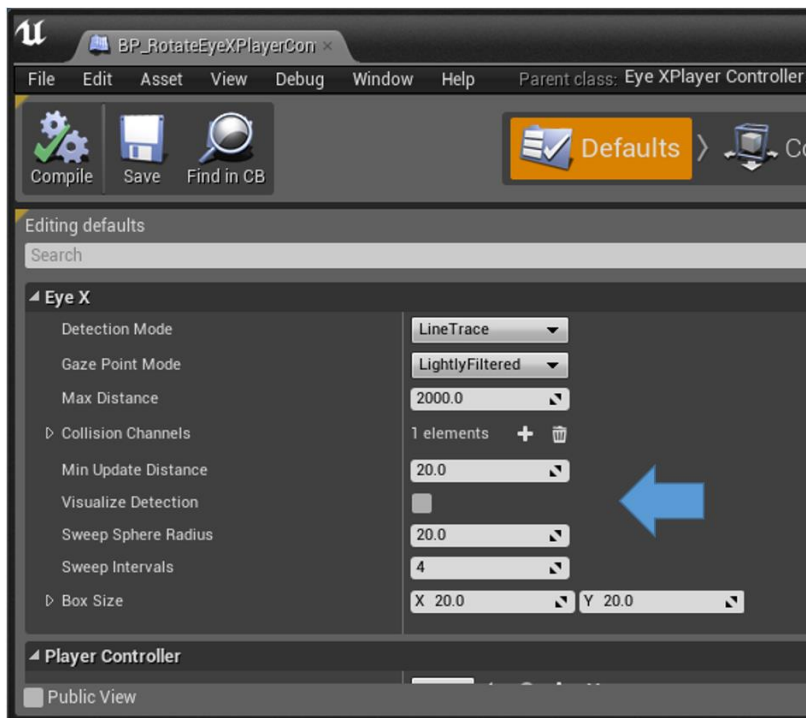 BP_RotateEyeXPlayerCon
File Edit Asset View Debug Window Help Parent class: Eye XPlayer Controller
Compile Save Find in CB Defaults
Editing defaults
Search
Eye X
Detection Mode LineTrace
Gaze Point Mode LightlyFiltered
Max Distance 2000.0
Collision Channels 1 elements
Min Update Distance 20.0
Visualize Detection
Sweep Sphere Radius 20.0
Sweep Intervals 4
Box Size X 20.0 Y 20.0
Player Controller
Public View